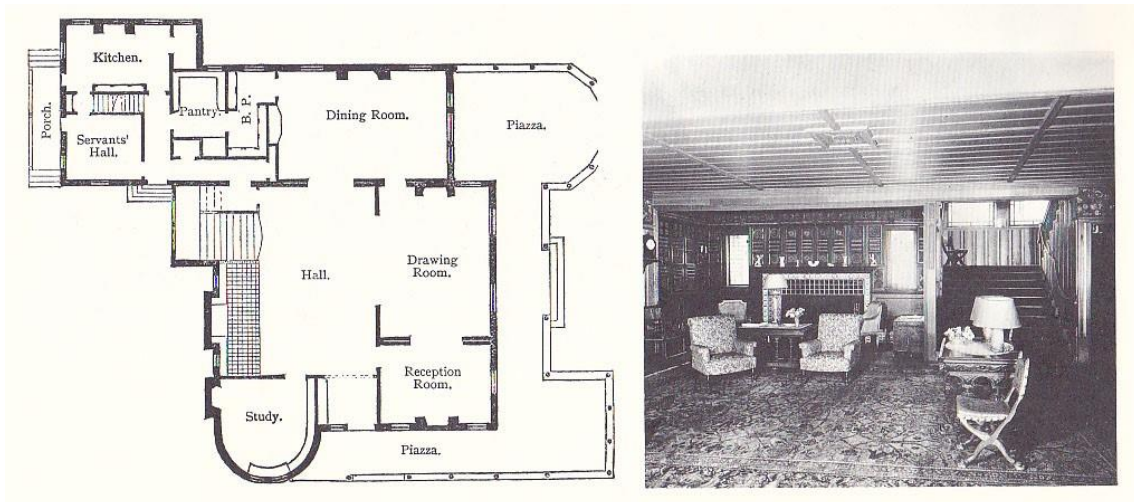 Kitchen.
Porch.
Pantry.
B. P.
Dining Room.
Piazza.
Servants'
Hall.
Hall.
Drawing
Room.
Reception
Room.
Study.
Piazza.